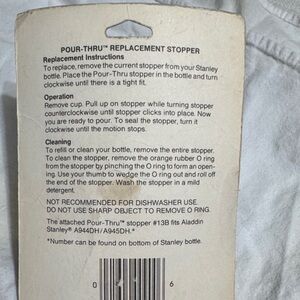 POUR-THRU™ REPLACEMENT STOPPER
Replacement Instructions
To replace, remove the current stopper from your Stanley
bottle. Place the Pour-Thru stopper in the bottle and turn
clockwise until there is a tight fit.
Operation
Remove cup. Pull up on stopper while turning stopper
counterclockwise until stopper clicks into place. Now
you are ready to pour. To seal the stopper, turn it
clockwise until the motion stops.
Cleaning
To refill or clean your bottle, remove the entire stopper.
To clean the stopper, remove the orange rubber O ring
from the stopper by pinching the O ring to form an open-
ing. Use your thumb to wedge the O ring out and roll off
the end of the stopper. Wash the stopper in a mild
detergent.
NOT RECOMMENDED FOR DISHWASHER USE.
DO NOT USE SHARP OBJECT TO REMOVE O RING.
The attached Pour-Thru™ stopper #13B fits Aladdin
Stanley® A944DH/A945DH.*
*Number can be found on bottom of Stanley bottle.
0 6